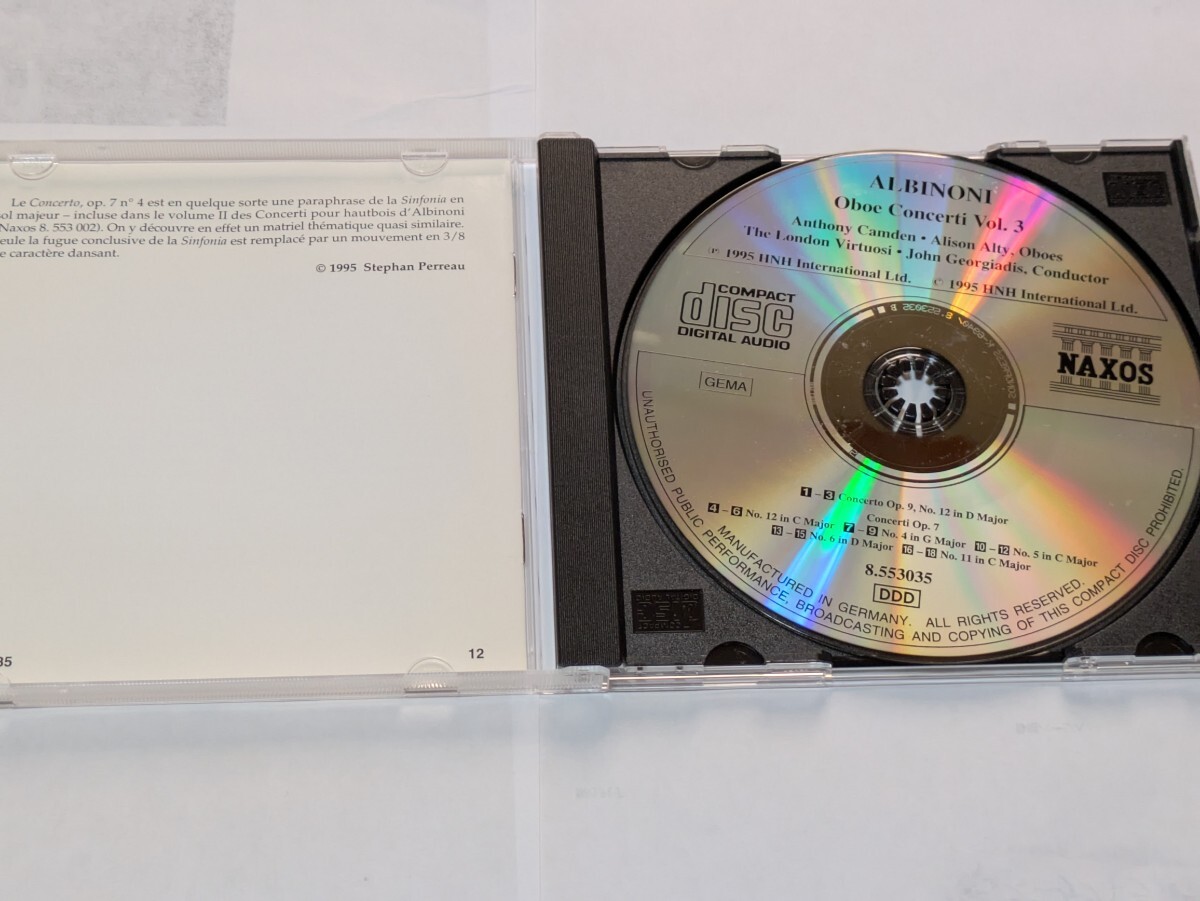 Le Concerto, op. 7 n° 4 est en quelque sorte une paraphrase de la Sinfonia en
ol majeur – incluse dans le volume II des Concerti pour hautbois d'Albinoni
Naxos 8. 553 002). On y découvre en effet un matriel thématique quasi similaire.
eule la fugue conclusive de la Sinfonia est remplacé par un mouvement en 3/8
e caractère dansant.
© 1995 Stephan Perreau
35
12
ALBINONI
Oboe Concerti Vol. 3
Anthony Camden • Alison Alty, Oboes
The London Virtuosi • John Georgiadis, Conductor
℗ 1995 HNH International Ltd. © 1995 HNH International Ltd.
COMPACT
disc
DIGITAL AUDIO
NAXOS
GEMA
1 – 3 Concerto Op. 9, No. 12 in D Major
Concerti Op. 7
4 – 6 No. 12 in C Major 7 – 9 No. 4 in G Major 10 – 12 No. 5 in C Major
13 – 15 No. 6 in D Major 16 – 18 No. 11 in C Major
8.553035
DDD
MANUFACTURED IN GERMANY. ALL RIGHTS RESERVED.
UNAUTHORISED PUBLIC PERFORMANCE, BROADCASTING AND COPYING OF THIS COMPACT DISC PROHIBITED.